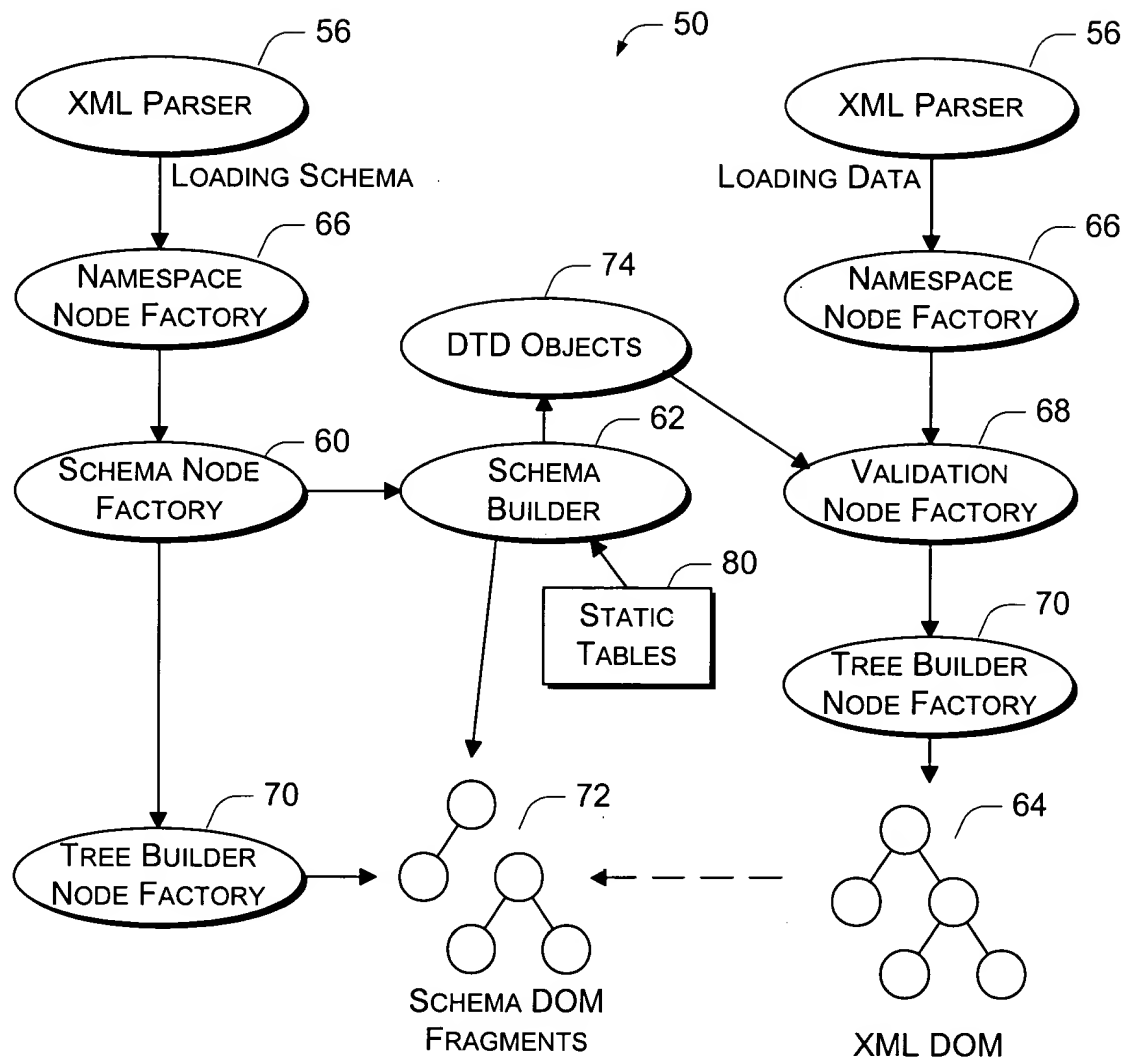 56
50
56
XML PARSER
XML PARSER
LOADING SCHEMA
LOADING DATA
66
66
NAMESPACE
NODE FACTORY
74
NAMESPACE
NODE FACTORY
DTD OBJECTS
60
62
68
SCHEMA NODE
FACTORY
SCHEMA
BUILDER
VALIDATION
NODE FACTORY
80
STATIC
TABLES
70
TREE BUILDER
NODE FACTORY
70
72
64
TREE BUILDER
NODE FACTORY
SCHEMA DOM
FRAGMENTS
XML DOM